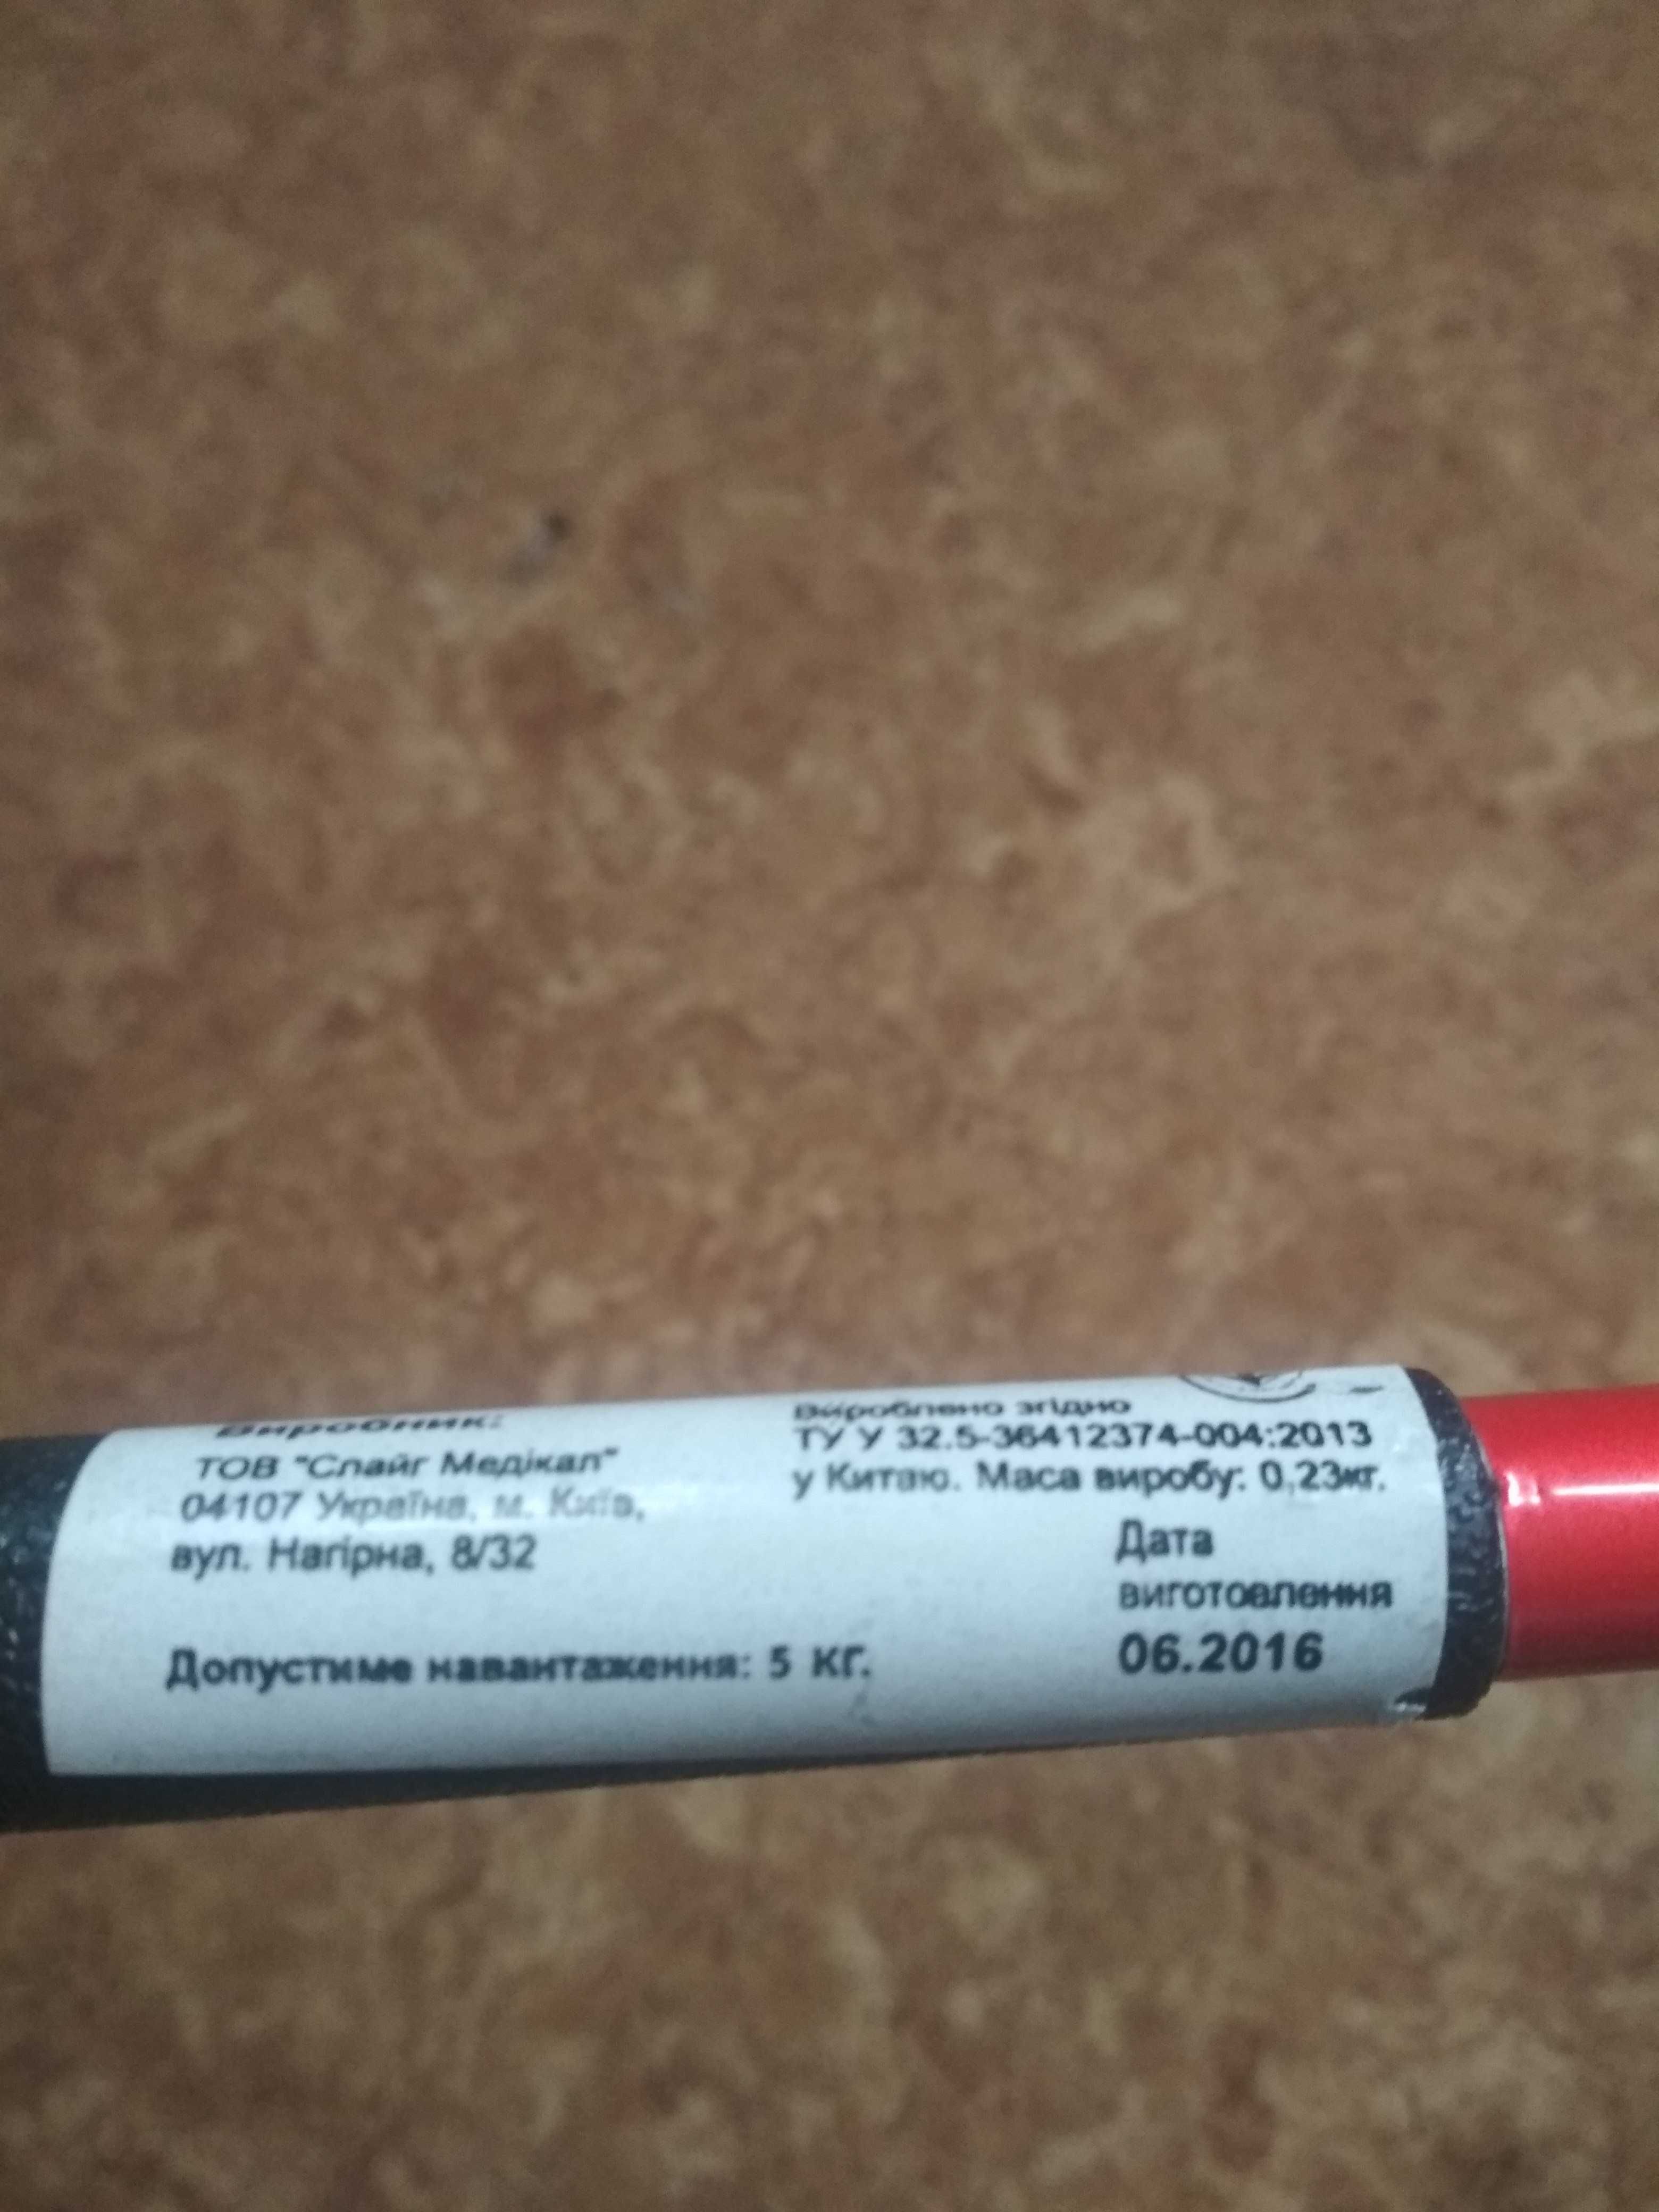 Виробник:
ТОВ "Слайг Медікал"
04107 Україна, м. Київ,
вул. Нагірна, 8/32
Допустиме навантаження: 5 кг.
Вироблено згідно
ТУ У 32.5-36412374-004:2013
у Китаю. Маса виробу: 0,23кг.
Дата
виготовлення
06.2016